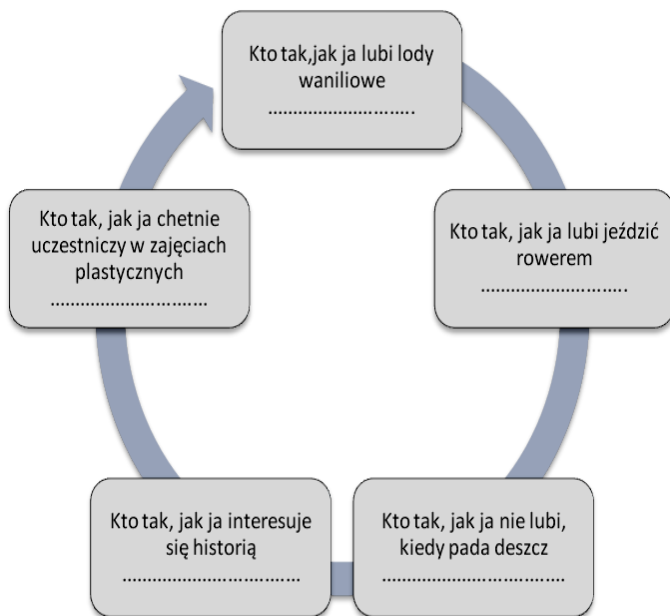 Kto tak,jak ja lubi lody
waniliowe
................................
Kto tak, jak ja lubi jeździć
rowerem
................................
Kto tak, jak ja nie lubi,
kiedy pada deszcz
.......................................
Kto tak, jak ja interesuje
się historią
.......................................
Kto tak, jak ja chetnie
uczestniczy w zajęciach
plastycznych
..................................